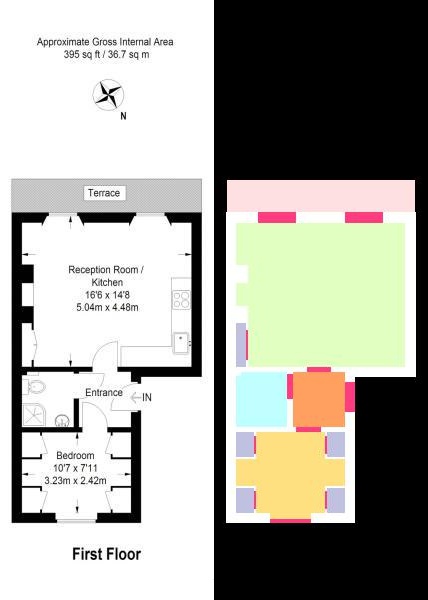 Approximate Gross Internal Area
395 sq ft / 36.7 sq m
N
Terrace
Reception Room /
Kitchen
16'6 x 14'8
5.04m x 4.48m
Entrance
IN
Bedroom
10'7 x 7'11
3.23m x 2.42m
First Floor